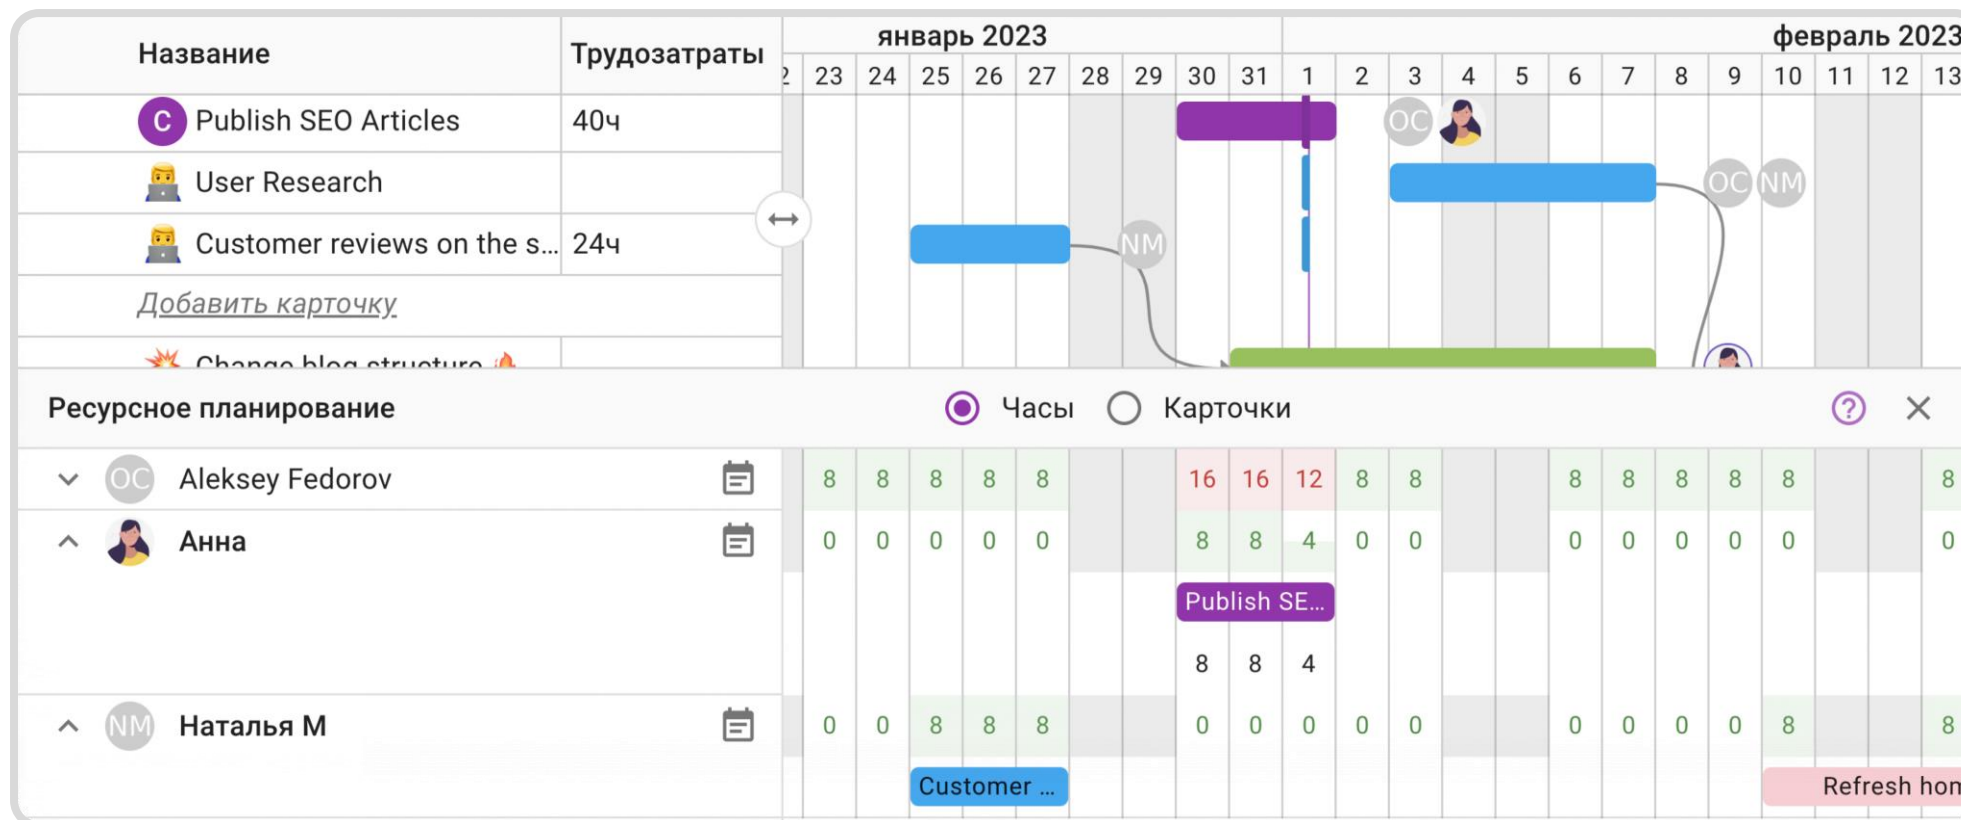 январь 2023 февраль 2023
Название Трудозатраты
23 24 25 26 27 28 29 30 31 1 2 3 4 5 6 7 8 9 10 11 12 13
C Publish SEO Articles 40ч OC
User Research OC NM
Customer reviews on the s... 24ч NM
Добавить карточку
Change blog structure
Ресурсное планирование Часы Карточки ?
OC Aleksey Fedorov 8 8 8 8 8 16 16 12 8 8 8 8 8 8 8 8
Анна 0 0 0 0 0 8 8 4 0 0 0 0 0 0 0 0
Publish SE...
8 8 4
NM Наталья М 0 0 8 8 8 0 0 0 0 0 0 0 0 0 8 8
Customer ... Refresh